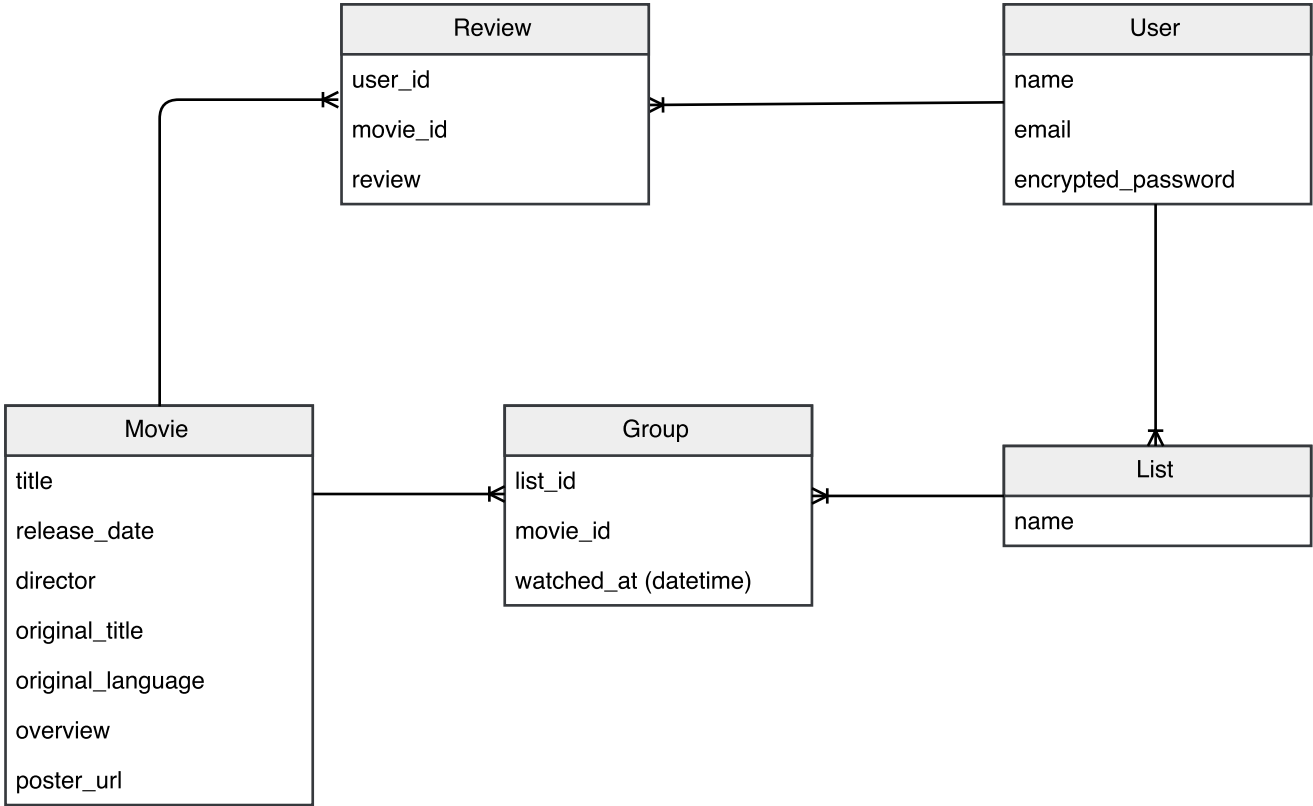 Review
user_id
movie_id
review
User
name
email
encrypted_password
Movie
title
release_date
director
original_title
original_language
overview
poster_url
Group
list_id
movie_id
watched_at (datetime)
List
name